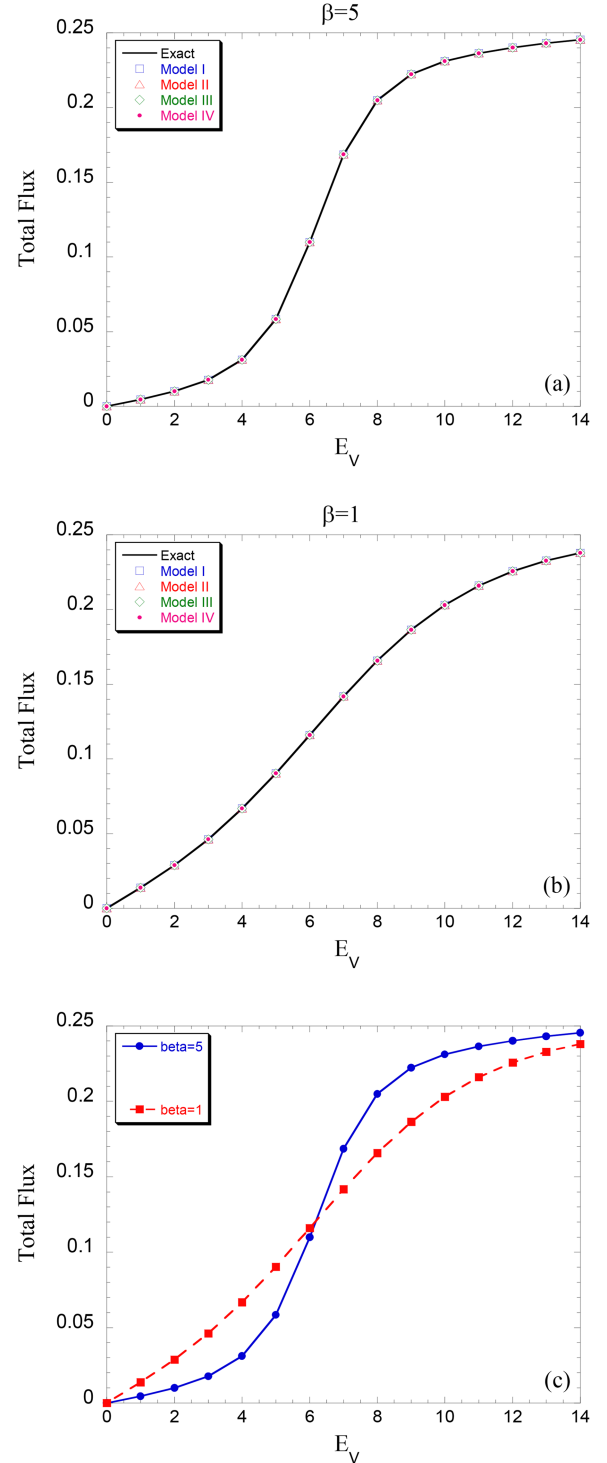 β=5
0.25
0.2
0.15
0.1
0.05
0
Total Flux
Exact
Model I
Model II
Model III
Model IV
(a)
0 2 4 6 8 10 12 14
E_V
β=1
0.25
0.2
0.15
0.1
0.05
0
Total Flux
Exact
Model I
Model II
Model III
Model IV
(b)
0 2 4 6 8 10 12 14
E_V
0.25
0.2
0.15
0.1
0.05
0
Total Flux
beta=5
beta=1
(c)
0 2 4 6 8 10 12 14
E_V